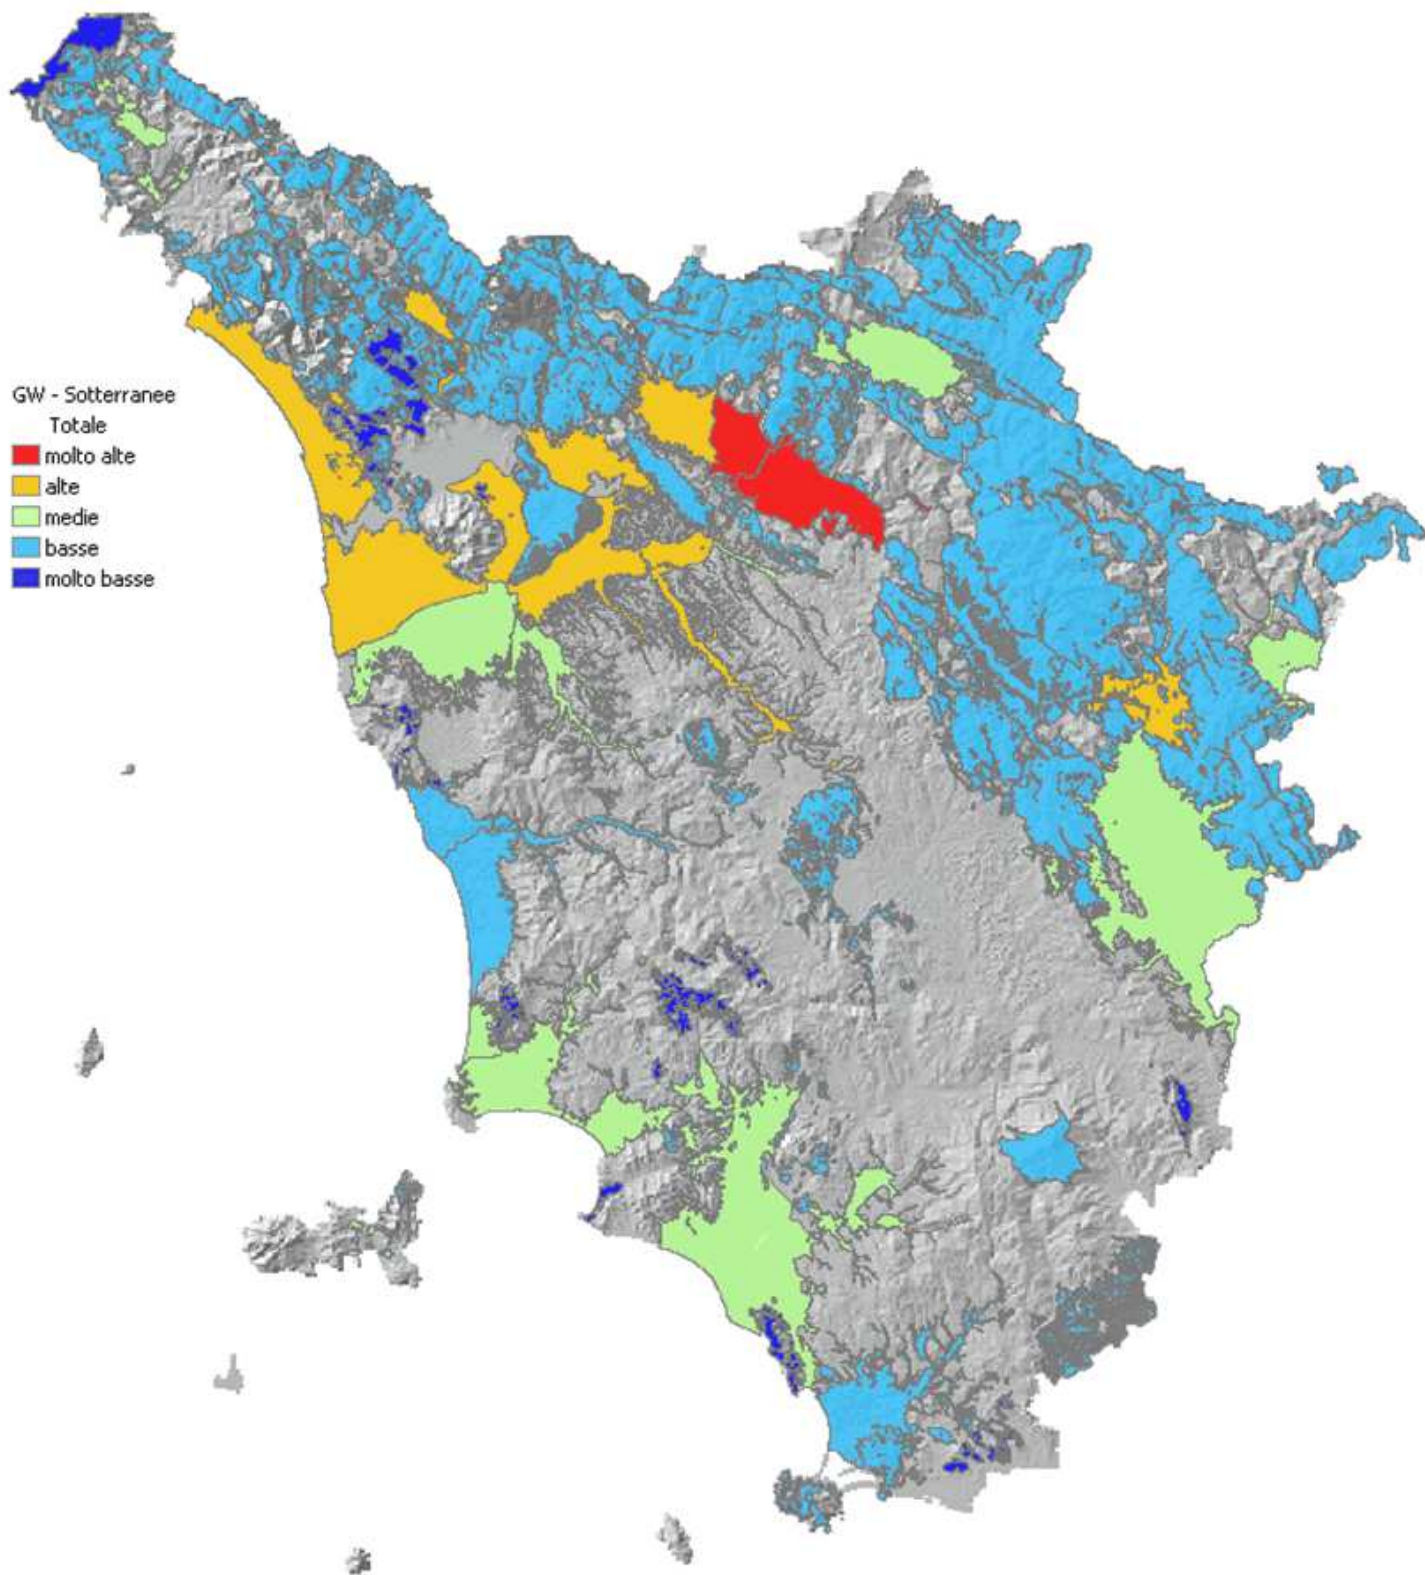 GW - Sotterranee
Totale
molto alte
alte
medie
basse
molto basse